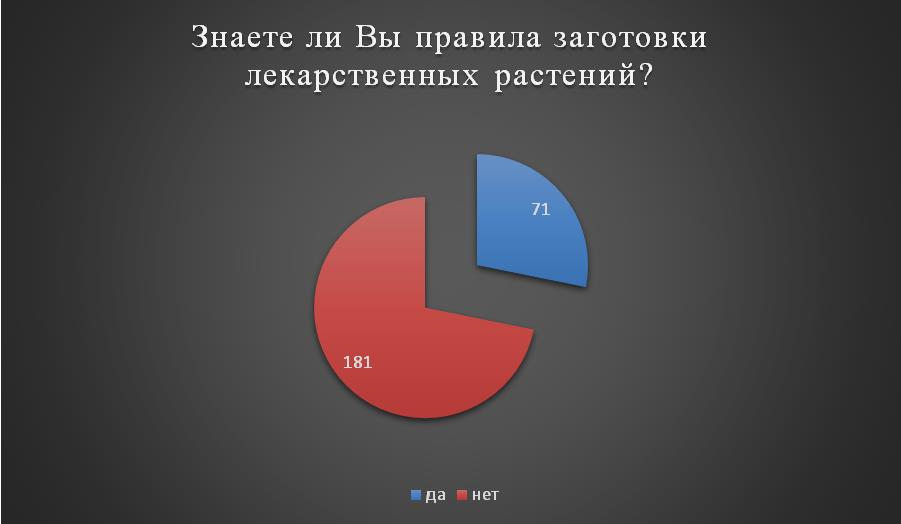 Знаете ли Вы правила заготовки
лекарственных растений?
71
181
да нет